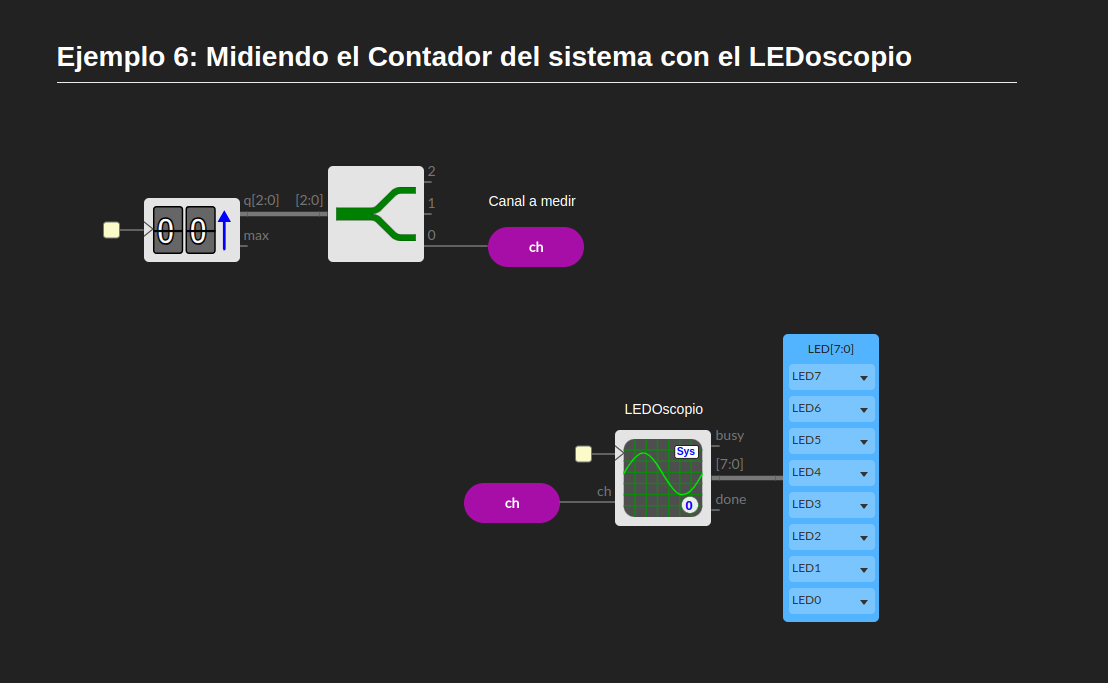 Ejemplo 6: Midiendo el Contador del sistema con el LEDoscopio
2
q[2:0] [2:0]
1
Canal a medir
0 0
max
0
ch
LED[7:0]
LED7
LED6
LEDOscopio
LED5
busy
Sys
[7:0]
LED4
ch
done
ch
0
LED3
LED2
LED1
LED0